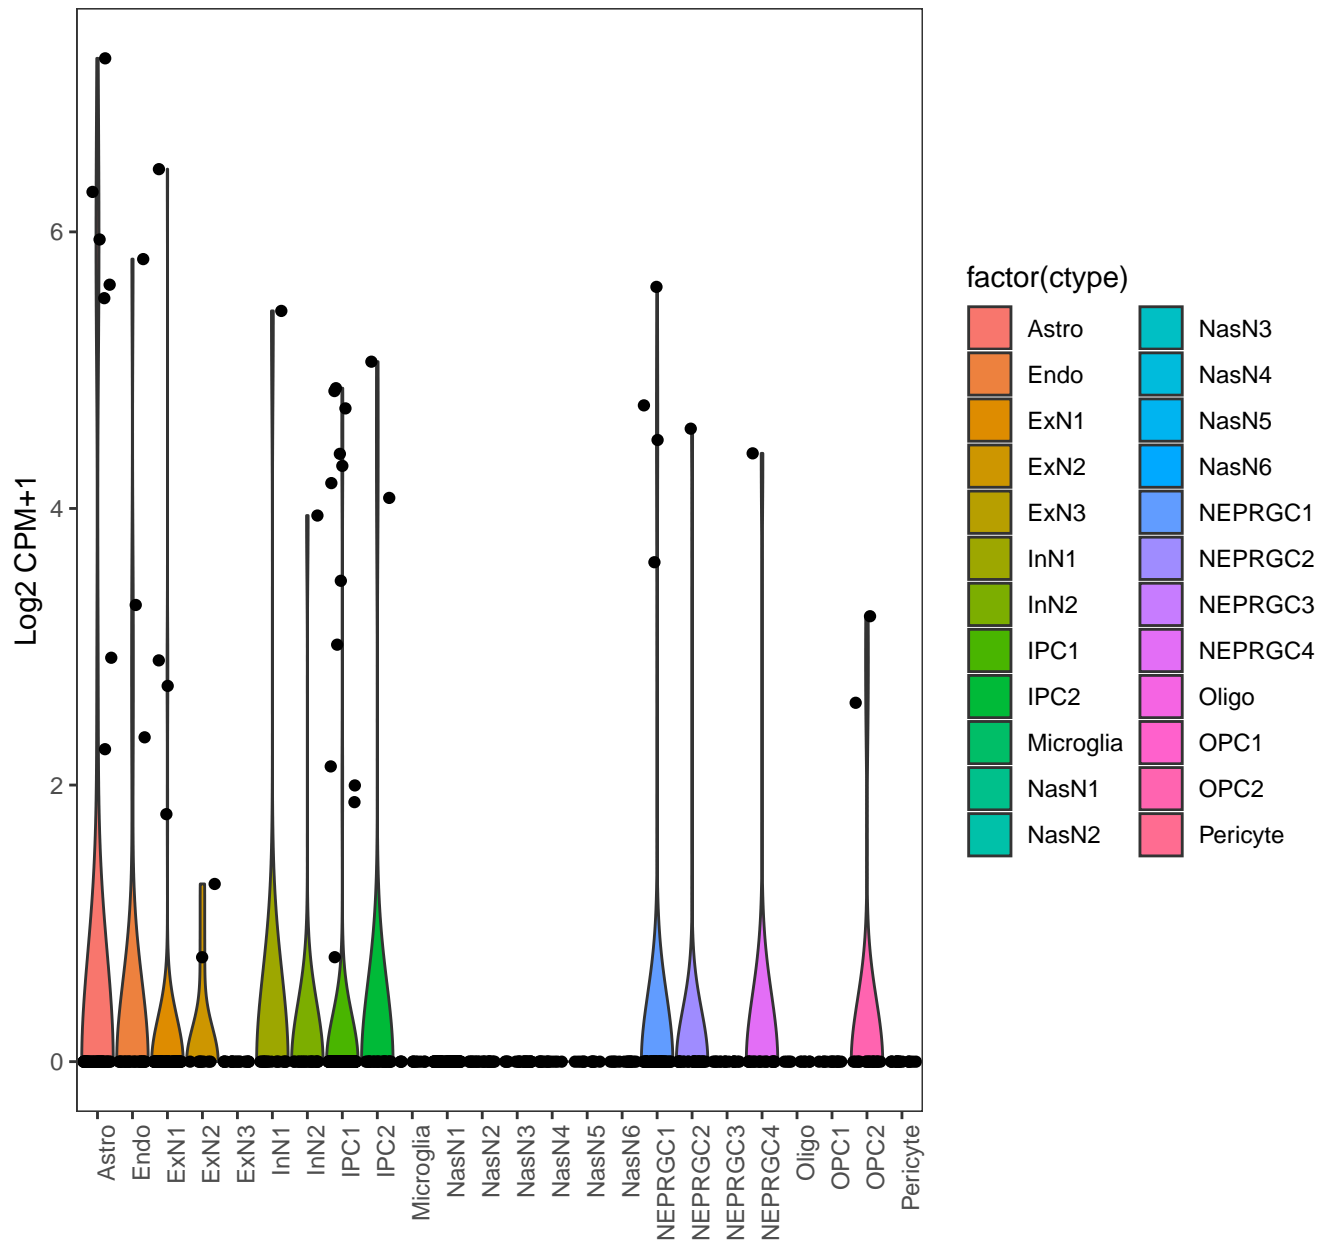 Log2 CPM+1
6
4
2
0
Astro
Endo
ExN1
ExN2
ExN3
InN1
InN2
IPC1
IPC2
Microglia
NasN1
NasN2
NasN3
NasN4
NasN5
NasN6
NEPRGC1
NEPRGC2
NEPRGC3
NEPRGC4
Oligo
OPC1
OPC2
Pericyte
factor(ctype)
Astro
Endo
ExN1
ExN2
ExN3
InN1
InN2
IPC1
IPC2
Microglia
NasN1
NasN2
NasN3
NasN4
NasN5
NasN6
NEPRGC1
NEPRGC2
NEPRGC3
NEPRGC4
Oligo
OPC1
OPC2
Pericyte